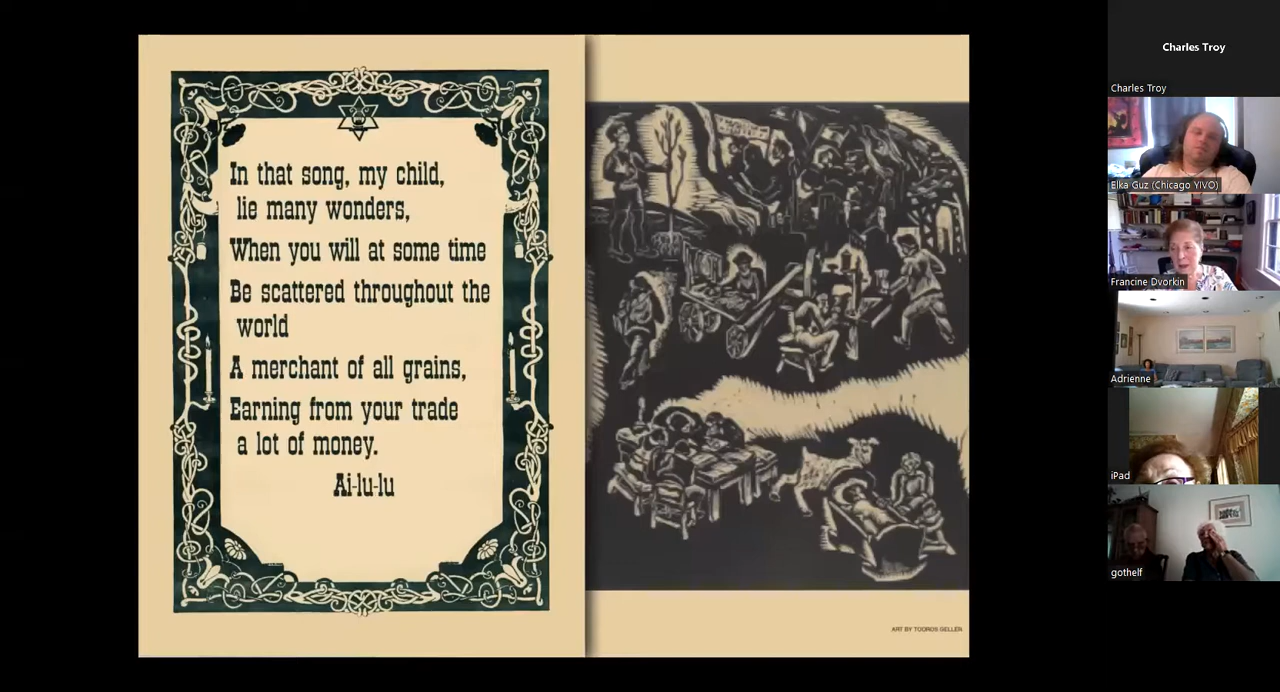 In that song, my child,
lie many wonders,
When you will at some time
Be scattered throughout the
world
A merchant of all grains,
Earning from your trade
a lot of money.
Ai-lu-lu
ART BY TODROS GELLER
Charles Troy
Charles Troy
Elka Guz (Chicago YIVO)
Francine Dvorkin
Adrienne
iPad
gothelf